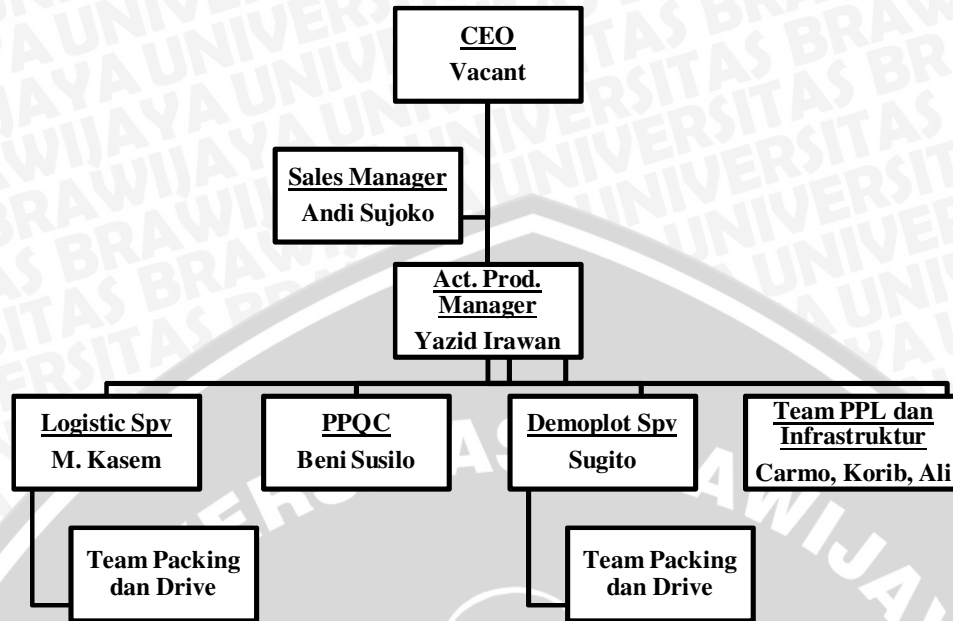 CEO
Vacant
Sales Manager
Andi Sujoko
Act. Prod.
Manager
Yazid Irawan
Logistic Spv
M. Kasem
PPQC
Beni Susilo
Demoplot Spv
Sugito
Team PPL dan
Infrastruktur
Carmo, Korib, Ali
Team Packing
dan Drive
Team Packing
dan Drive